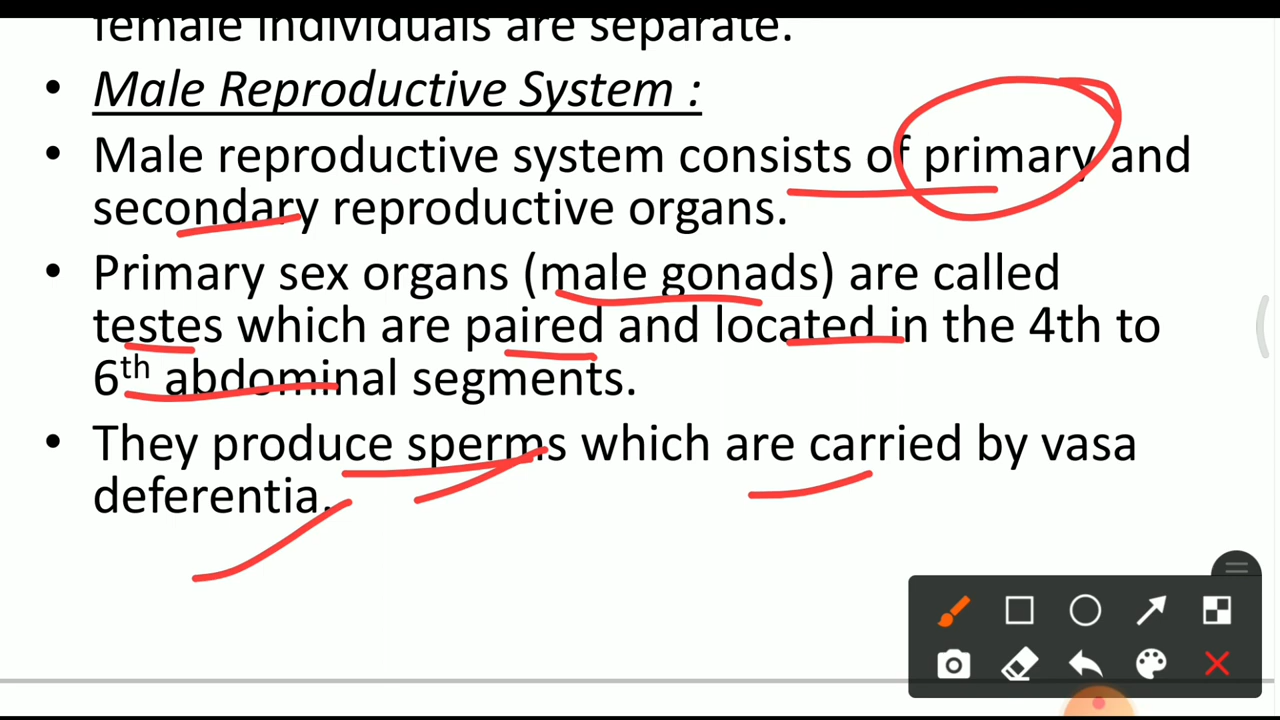 female individuals are separate.
• Male Reproductive System :
• Male reproductive system consists of primary and
secondary reproductive organs.
• Primary sex organs (male gonads) are called
testes which are paired and located in the 4th to
6th abdominal segments.
• They produce sperms which are carried by vasa
deferentia.